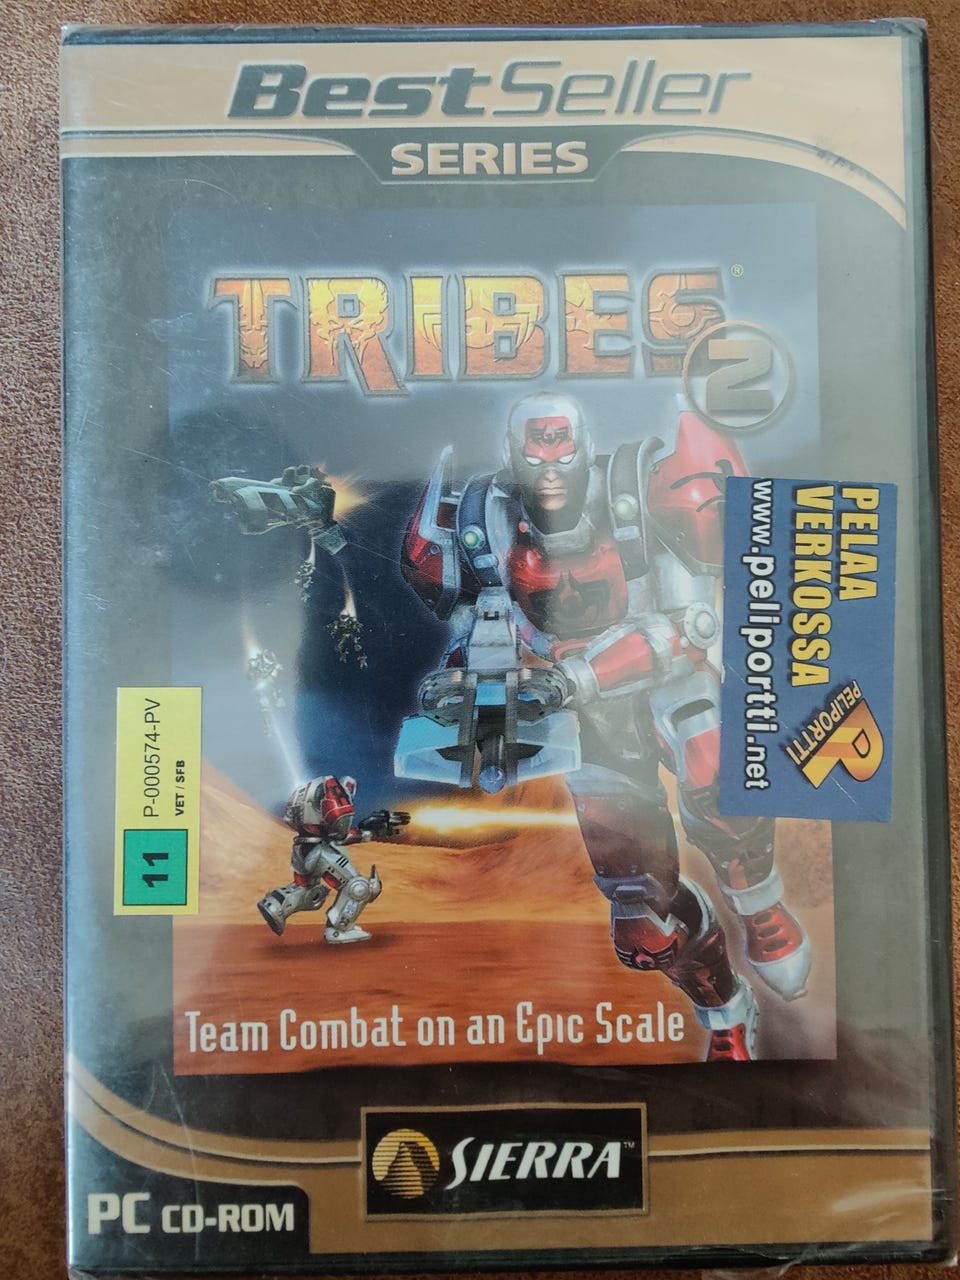 BestSeller
SERIES
TRIBES®
2
PELAA
VERKOSSA
www.peliportti.net
PELIPORTTI
P-000574-PV
VET / SFB
11
Team Combat on an Epic Scale
SIERRA™
PC CD-ROM